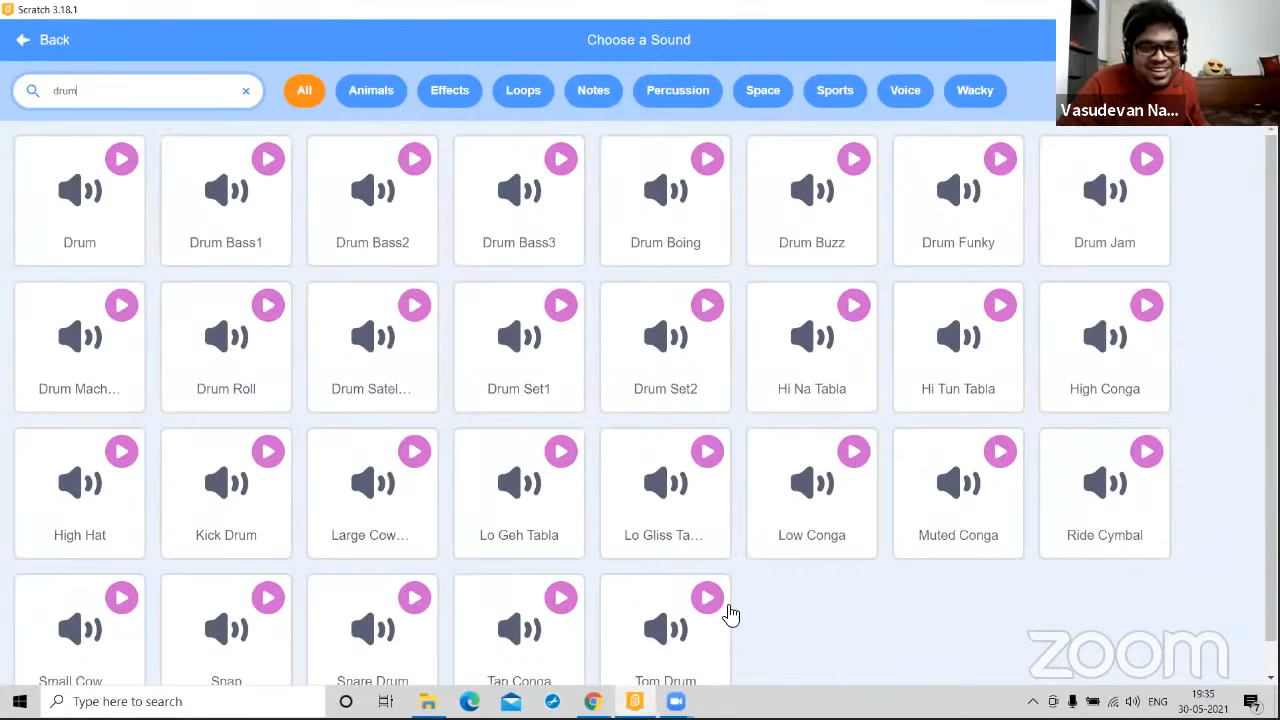 Scratch 3.18.1
Back
Choose a Sound
drum
All
Animals
Effects
Loops
Notes
Percussion
Space
Sports
Voice
Wacky
Vasudevan Na...
Drum
Drum Bass1
Drum Bass2
Drum Bass3
Drum Boing
Drum Buzz
Drum Funky
Drum Jam
Drum Mach...
Drum Roll
Drum Satel...
Drum Set1
Drum Set2
Hi Na Tabla
Hi Tun Tabla
High Conga
High Hat
Kick Drum
Large Cow...
Lo Geh Tabla
Lo Gliss Ta...
Low Conga
Muted Conga
Ride Cymbal
Small Cow...
Snap
Snare Drum
Tap Conga
Tom Drum
zoom
Type here to search
ENG
19:35
30-05-2021
7